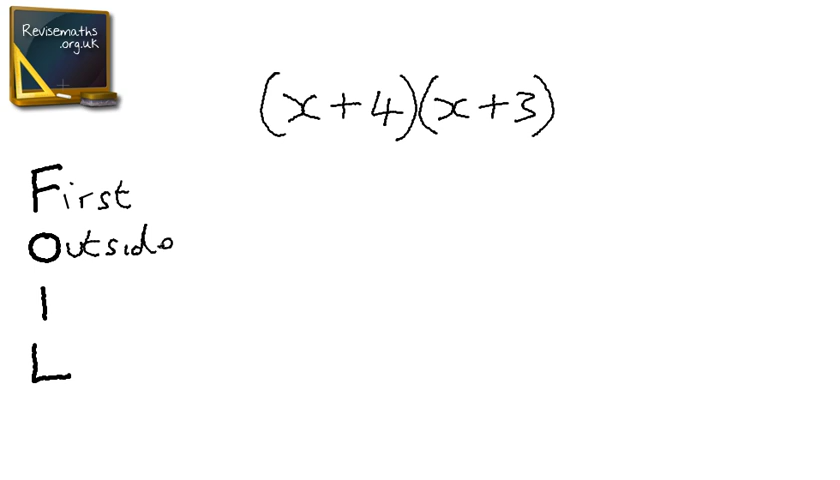 Revisemaths
.org.uk
(x+4)(x+3)
First
Outside
I
L